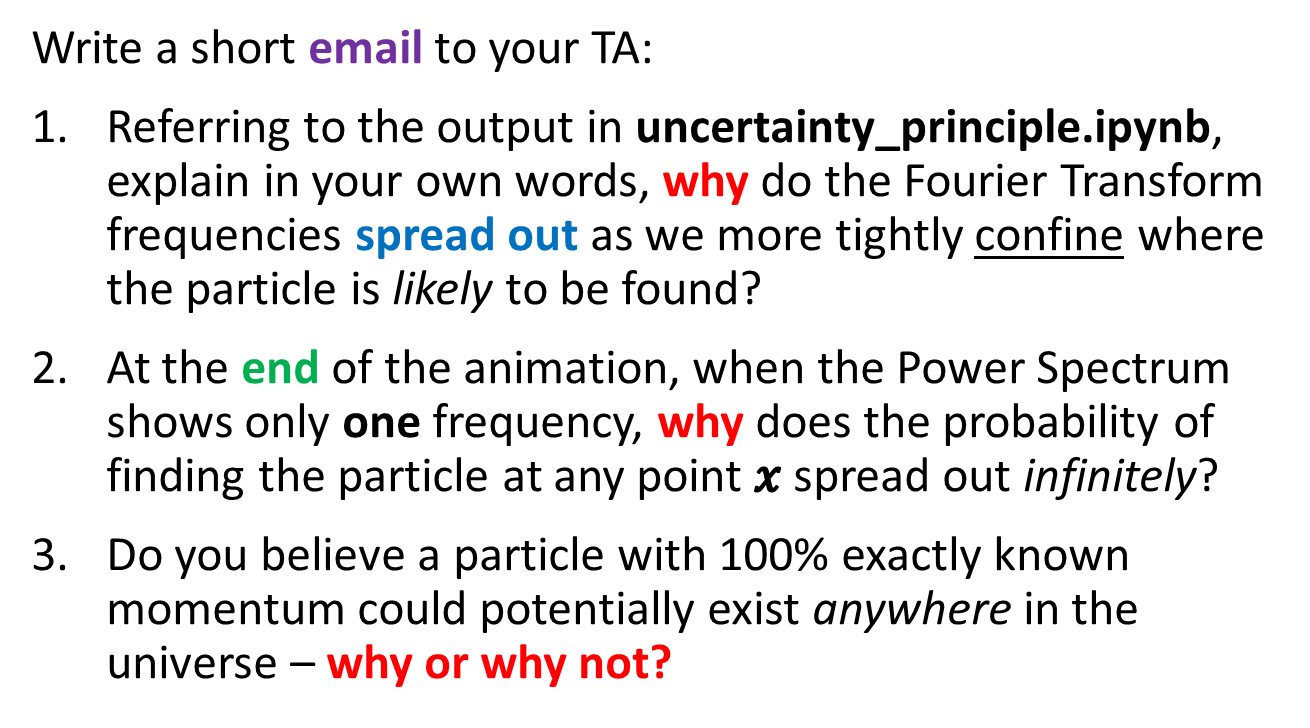 Write a short email to your TA:
1. Referring to the output in uncertainty_principle.ipynb,
explain in your own words, why do the Fourier Transform
frequencies spread out as we more tightly confine where
the particle is likely to be found?
2. At the end of the animation, when the Power Spectrum
shows only one frequency, why does the probability of
finding the particle at any point x spread out infinitely?
3. Do you believe a particle with 100% exactly known
momentum could potentially exist anywhere in the
universe – why or why not?